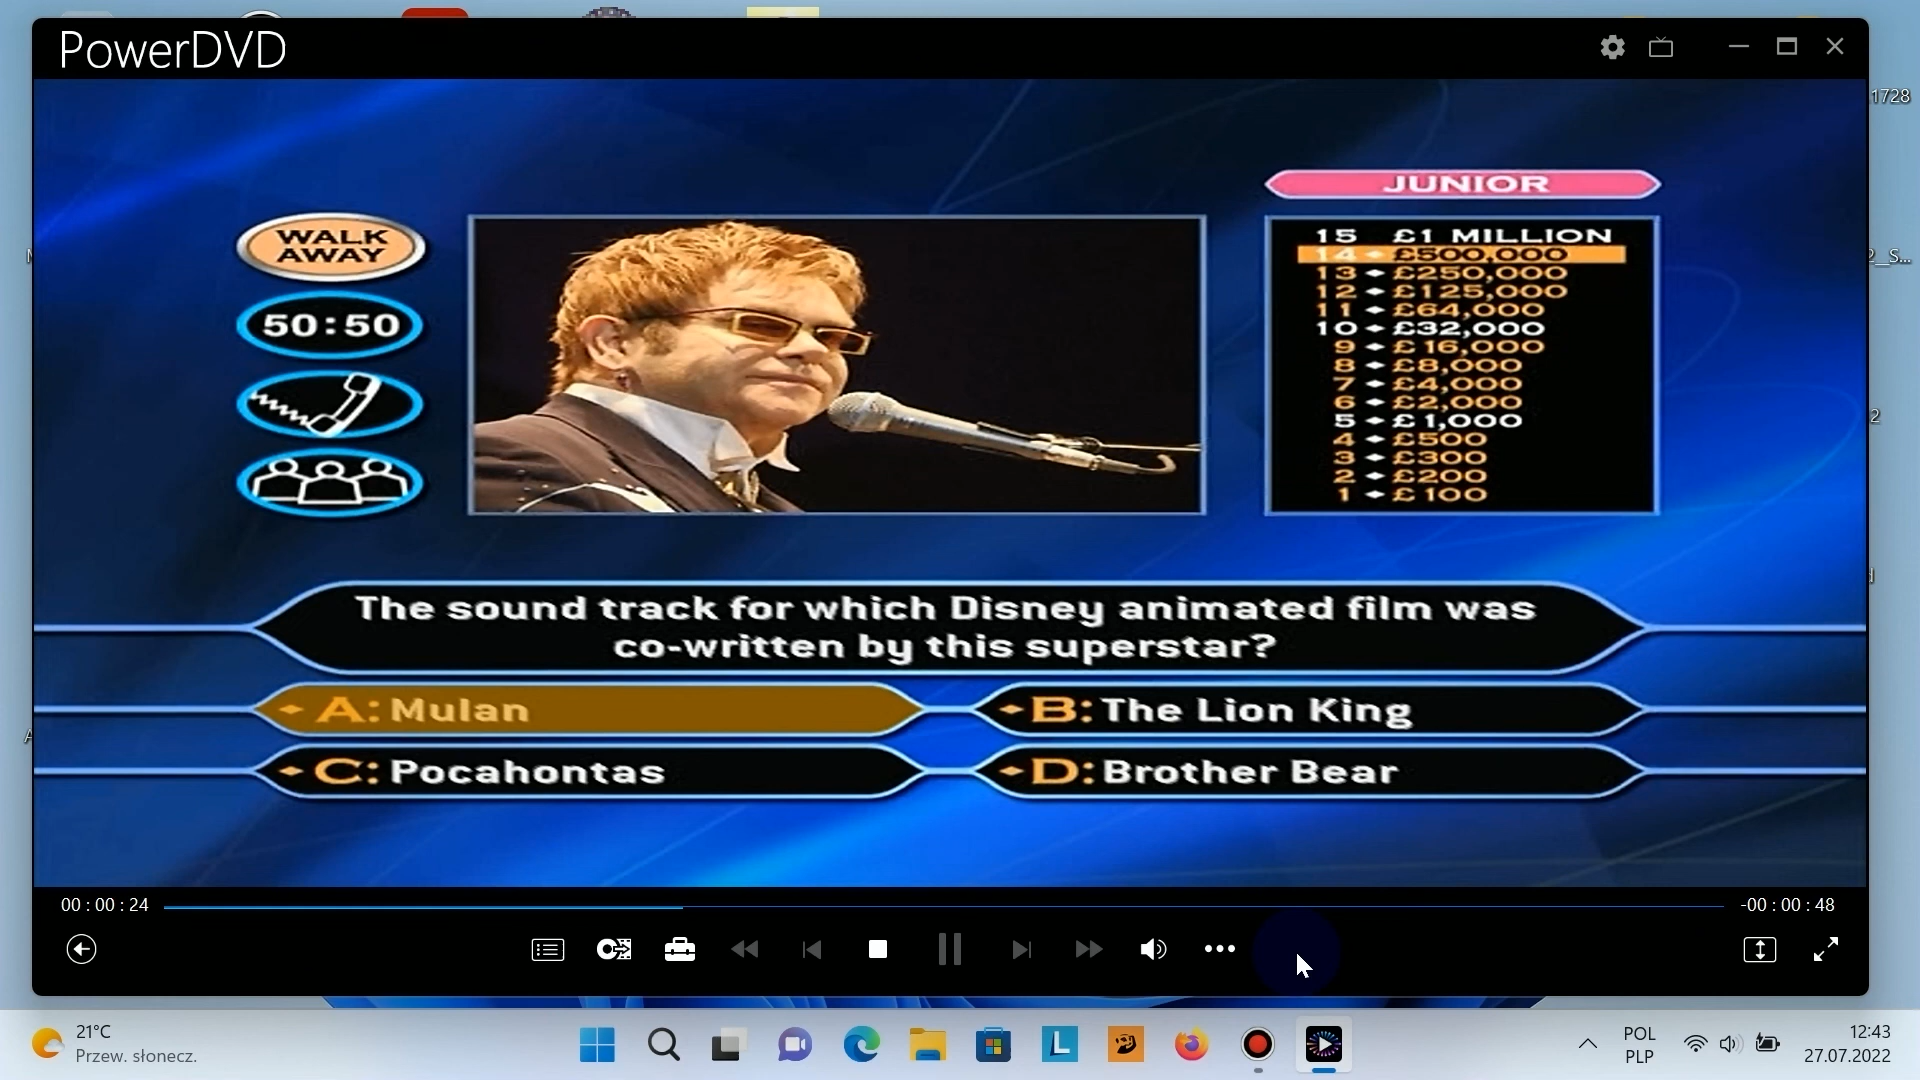 PowerDVD
1728
JUNIOR
WALK
AWAY
50:50
15 £1 MILLION
14 £500,000
13 £250,000
12 £125,000
11 £64,000
10 £32,000
9 £16,000
8 £8,000
7 £4,000
6 £2,000
5 £1,000
4 £500
3 £300
2 £200
1 £100
The sound track for which Disney animated film was
co-written by this superstar?
A: Mulan
B: The Lion King
C: Pocahontas
D: Brother Bear
00 : 00 : 24
-00 : 00 : 48
21°C
Przew. słonecz.
POL
PLP
12:43
27.07.2022